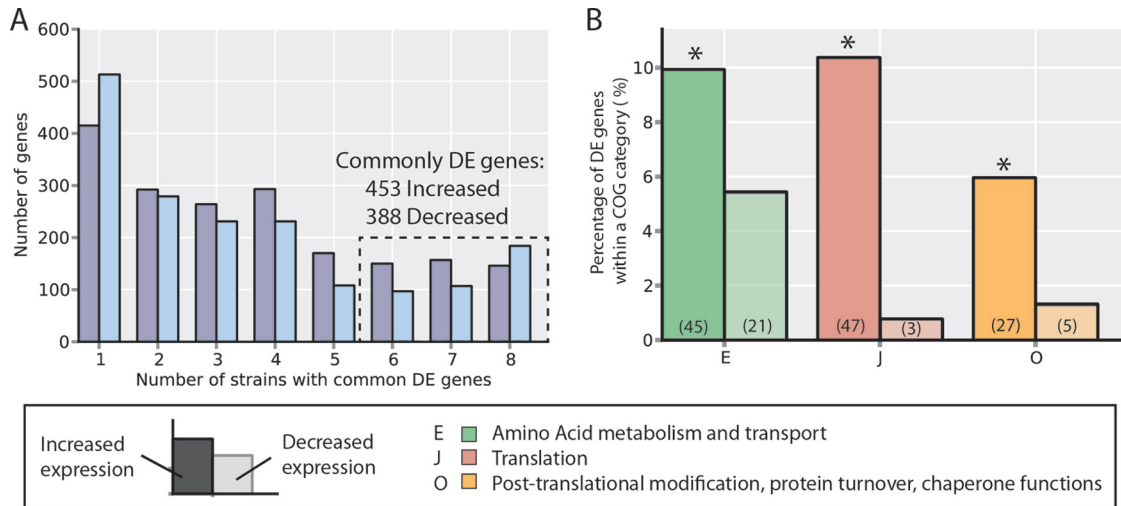 A
600
500
400
300
200
100
0
Number of genes
Commonly DE genes:
453 Increased
388 Decreased
1 2 3 4 5 6 7 8
Number of strains with common DE genes
B
10
8
6
4
2
0
Percentage of DE genes
within a COG category (%)
* * *
(45) (21) (47) (3) (27) (5)
E J O
Increased
expression
Decreased
expression
E Amino Acid metabolism and transport
J Translation
O Post-translational modification, protein turnover, chaperone functions